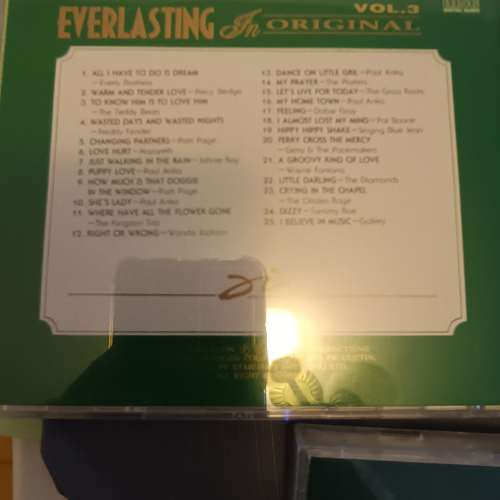 EVERLASTING In ORIGINAL
VOL.3
1. ALL I HAVE TO DO IS DREAM
—Everly Brothers
2. WARM AND TENDER LOVE—Percy Sledge
3. TO KNOW HIM IS TO LOVE HIM
—The Teddy Bears
4. WASTED DAYS AND WASTED NIGHTS
—Freddy Fender
5. CHANGING PARTNERS—Patti Page
6. LOVE HURT—Nazareth
7. JUST WALKING IN THE RAIN—Johnie Ray
8. PUPPY LOVE—Paul Anka
9. HOW MUCH IS THAT DOGGIE
IN THE WINDOW—Patti Page
10. SHE'S LADY—Paul Anka
11. WHERE HAVE ALL THE FLOWER GONE
—The Kingston Trio
12. RIGHT OR WRONG—Wanda Jackson
13. DANCE ON LITTLE GRIL—Paul Anka
14. MY PRAYER—The Platters
15. LET'S LIVE FOR TODAY—The Grass Roots
16. MY HOME TOWN—Paul Anka
17. FEELING—Dobie Gray
18. I ALMOST LOST MY MIND—Pat Boone
19. HIPPY HIPPY SHAKE—Singing Blue Jean
20. FERRY CROSS THE MERCY
—Gerry & The Pacemakers
21. A GROOVY KIND OF LOVE
—Wayne Fontana
22. LITTLE DARLING—The Diamonds
23. CRYING IN THE CHAPEL
—The Orioles
24. DIZZY—Tommy Roe
25. I BELIEVE IN MUSIC—Gallery